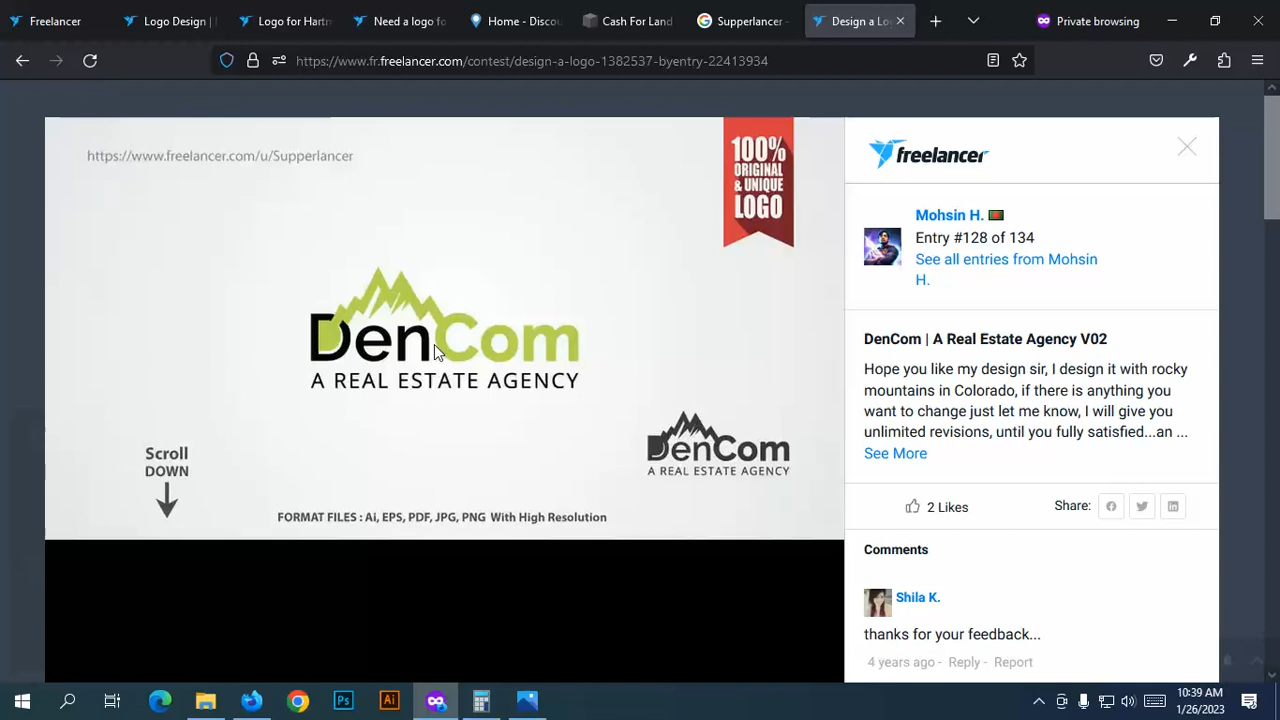 Freelancer
Logo Design |
Logo for Hartn
Need a logo fo
Home - Discou
Cash For Land
Supperlancer -
Design a Lo
Private browsing
https://www.fr.freelancer.com/contest/design-a-logo-1382537-byentry-22413934
https://www.freelancer.com/u/Supperlancer
100%
ORIGINAL
& UNIQUE
LOGO
DenCom
A REAL ESTATE AGENCY
DenCom
A REAL ESTATE AGENCY
Scroll
DOWN
FORMAT FILES : Ai, EPS, PDF, JPG, PNG With High Resolution
freelancer
Mohsin H.
Entry #128 of 134
See all entries from Mohsin
H.
DenCom | A Real Estate Agency V02
Hope you like my design sir, I design it with rocky
mountains in Colorado, if there is anything you
want to change just let me know, I will give you
unlimited revisions, until you fully satisfied...an ...
See More
2 Likes
Share:
Comments
Shila K.
thanks for your feedback...
4 years ago - Reply - Report
Ps
Ai
10:39 AM
1/26/2023